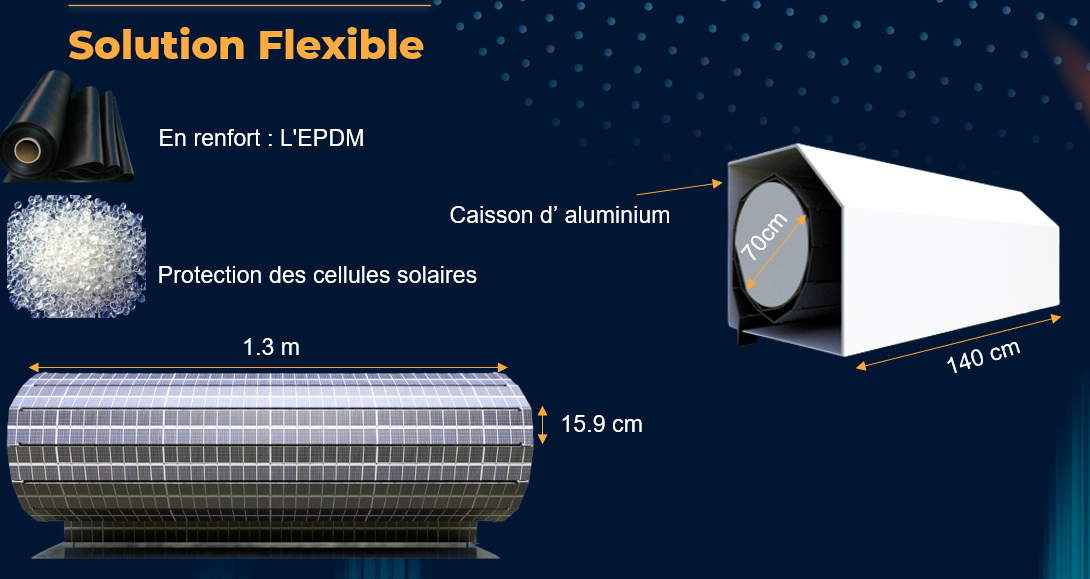 Solution Flexible
En renfort : L'EPDM
Caisson d’ aluminium
70cm
Protection des cellules solaires
140 cm
1.3 m
15.9 cm